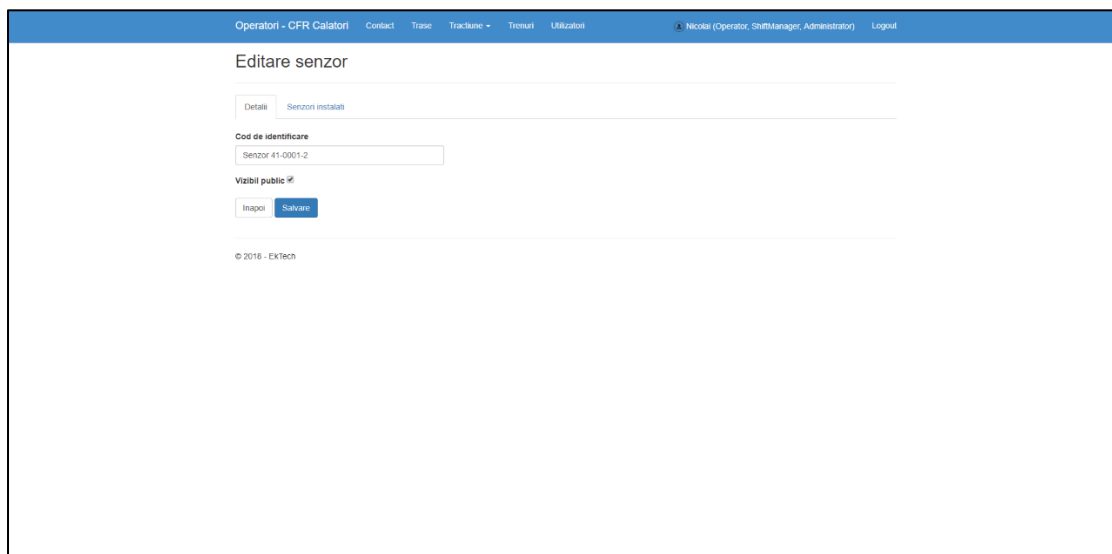 Operatori - CFR Calatori Contact Trase Tractiune Trenuri Utilizatori Nicolai (Operator, ShiftManager, Administrator) Logout
Editare senzor
Detalii Senzori instalati
Cod de identificare
Senzor 41-0001-2
Vizibil public
Inapoi Salvare
© 2018 - EkTech